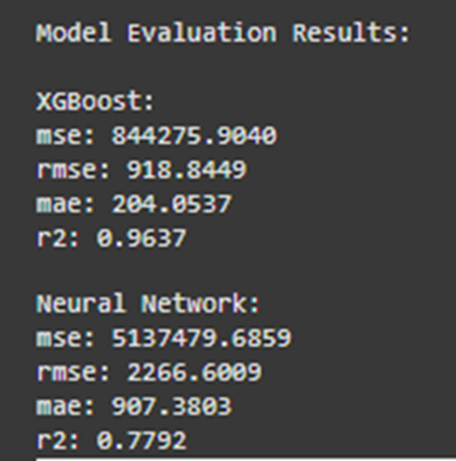 Model Evaluation Results:
XGBoost:
mse: 844275.9040
rmse: 918.8449
mae: 204.0537
r2: 0.9637
Neural Network:
mse: 5137479.6859
rmse: 2266.6009
mae: 907.3803
r2: 0.7792